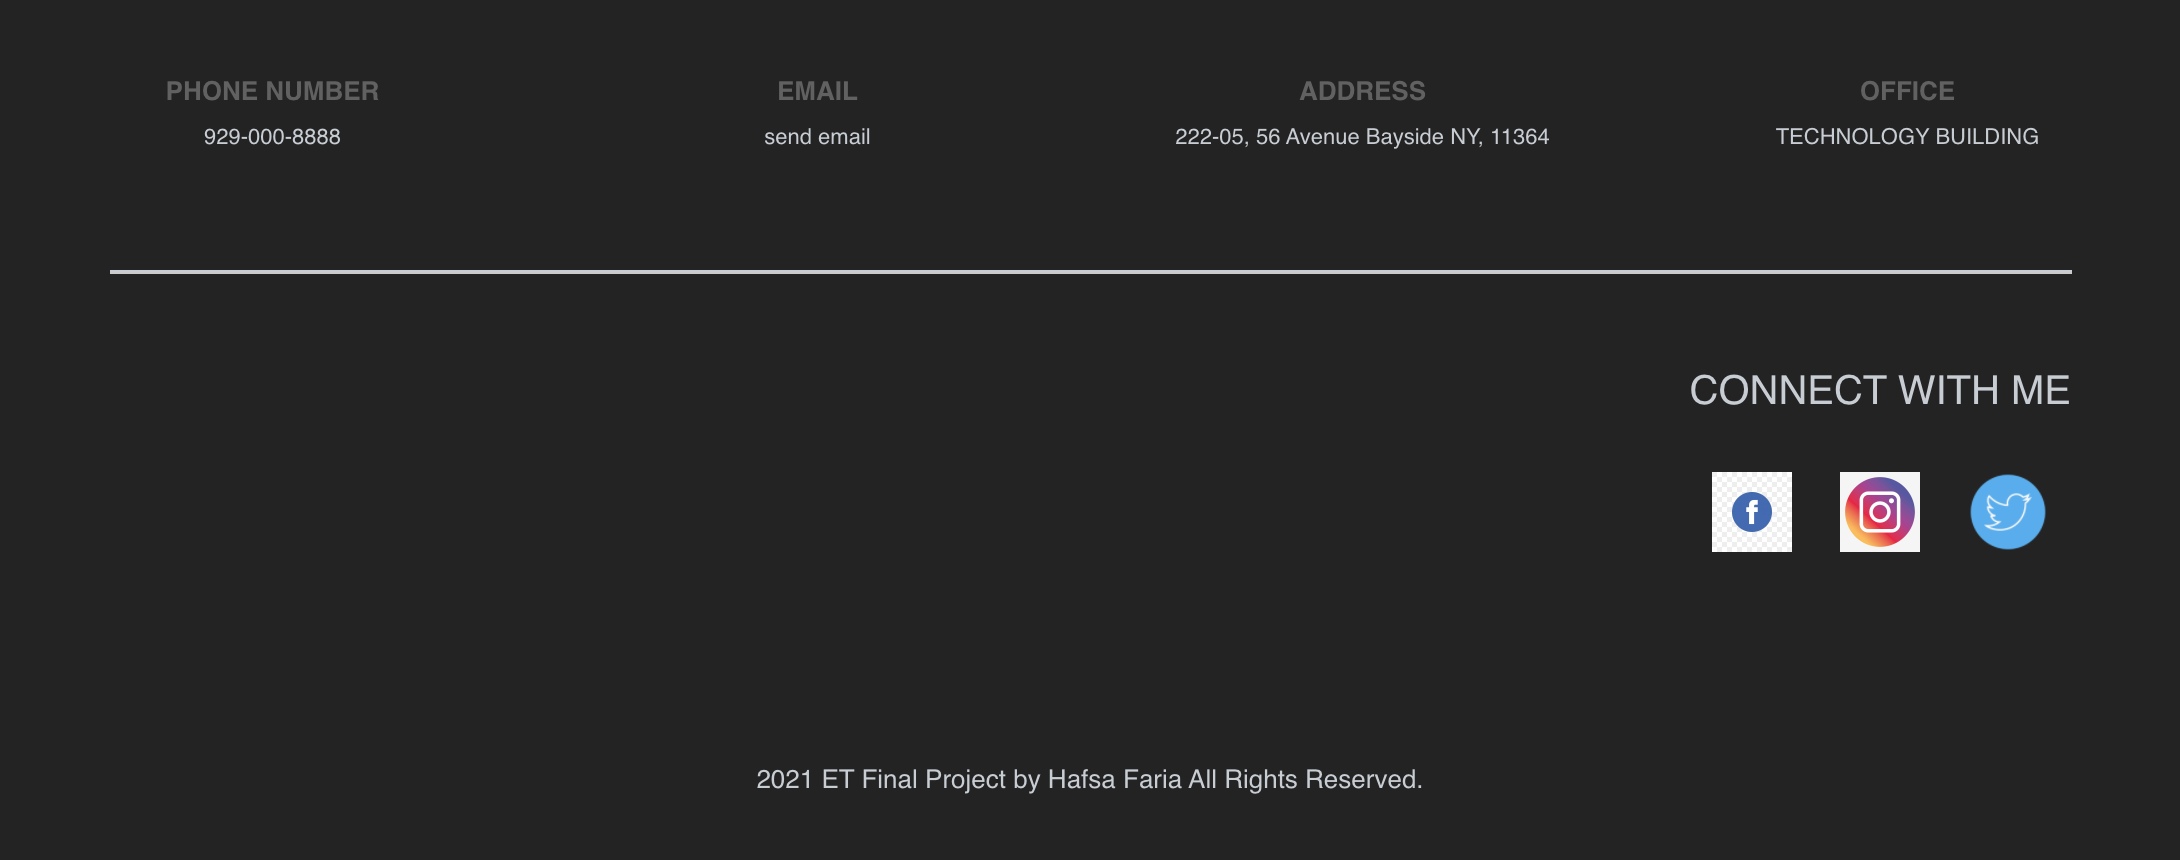 PHONE NUMBER
929-000-8888
EMAIL
send email
ADDRESS
222-05, 56 Avenue Bayside NY, 11364
OFFICE
TECHNOLOGY BUILDING
CONNECT WITH ME
f
2021 ET Final Project by Hafsa Faria All Rights Reserved.